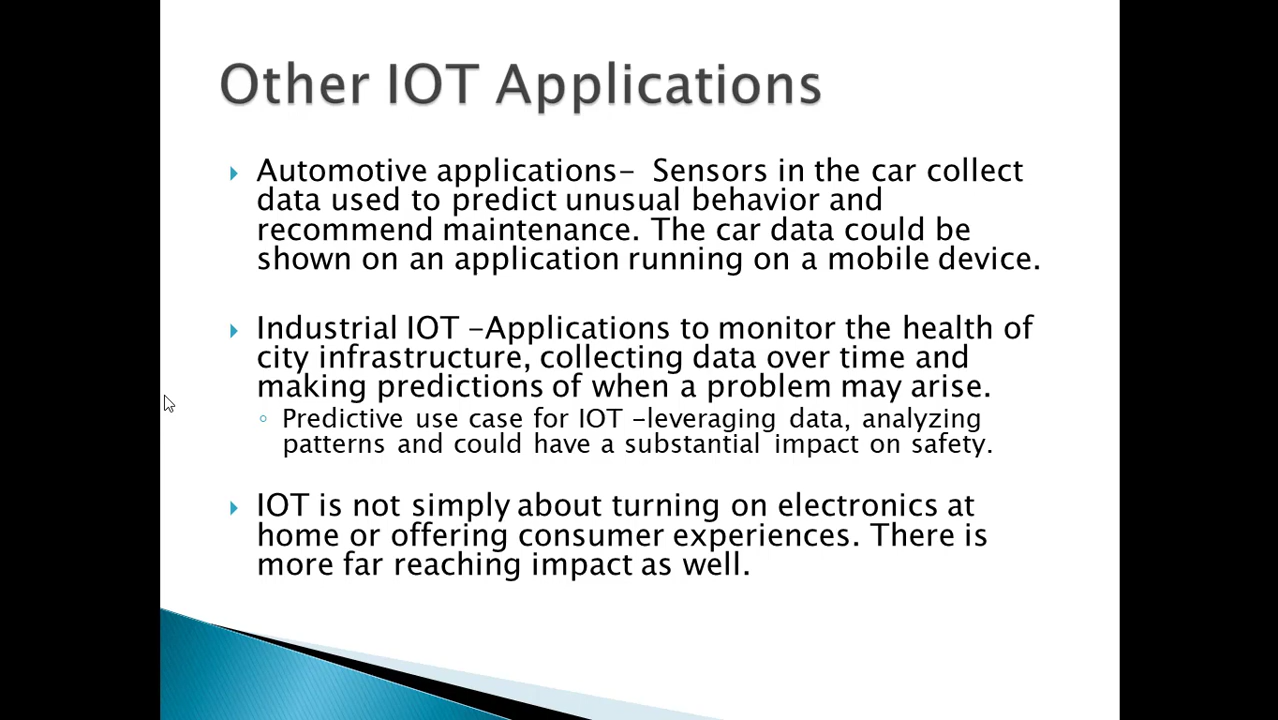 Other IOT Applications
Automotive applications- Sensors in the car collect
data used to predict unusual behavior and
recommend maintenance. The car data could be
shown on an application running on a mobile device.
Industrial IOT -Applications to monitor the health of
city infrastructure, collecting data over time and
making predictions of when a problem may arise.
Predictive use case for IOT -leveraging data, analyzing
patterns and could have a substantial impact on safety.
IOT is not simply about turning on electronics at
home or offering consumer experiences. There is
more far reaching impact as well.